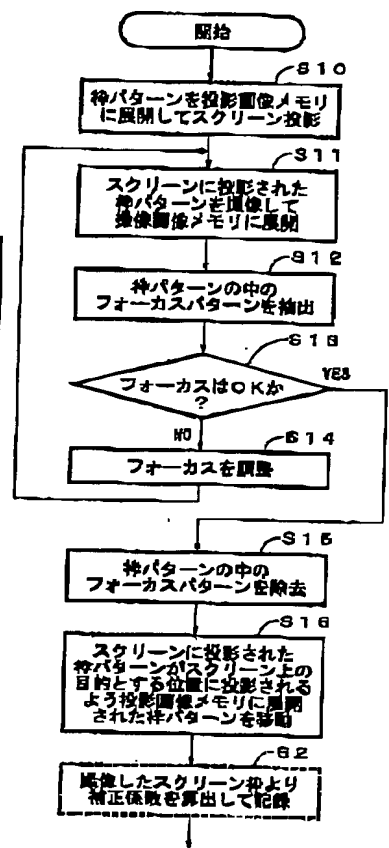 開始
S10
枠パターンを投影画像メモリ
に展開してスクリーン投影
S11
スクリーンに投影された
枠パターンを撮像して
撮像画像メモリに展開
S12
枠パターンの中の
フォーカスパターンを抽出
S13
フォーカスはOKか
?
YES
NO
S14
フォーカスを調整
S15
枠パターンの中の
フォーカスパターンを除去
S16
スクリーンに投影された
枠パターンがスクリーン上の
目的とする位置に投影される
よう投影画像メモリに展開
された枠パターンを移動
S2
撮像したスクリーン枠より
補正係数を算出して記録